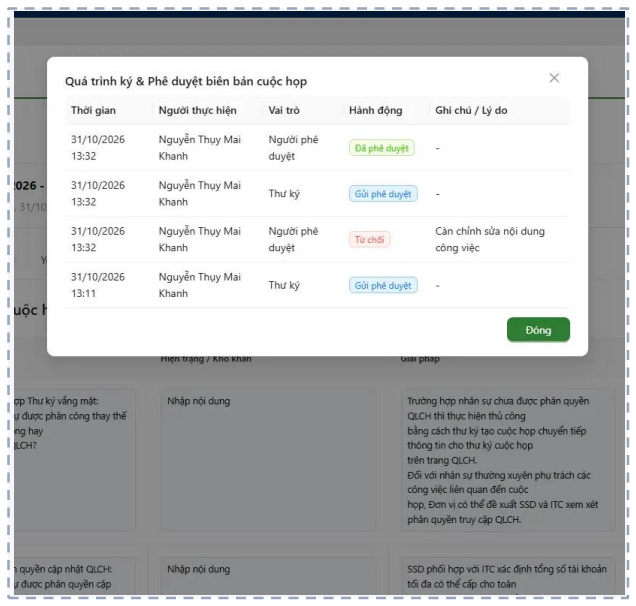 Quá trình ký & Phê duyệt biên bản cuộc họp
Thời gian Người thực hiện Vai trò Hành động Ghi chú / Lý do
31/10/2026 13:32 Nguyễn Thụy Mai Khanh Người phê duyệt Đã phê duyệt -
31/10/2026 13:32 Nguyễn Thụy Mai Khanh Thư ký Gửi phê duyệt -
31/10/2026 13:32 Nguyễn Thụy Mai Khanh Người phê duyệt Từ chối Cần chỉnh sửa nội dung công việc
31/10/2026 13:11 Nguyễn Thụy Mai Khanh Thư ký Gửi phê duyệt -
Đóng
2026 -
31/10
Hiện trạng / Khó khăn
Giải pháp
ợp Thư ký vắng mặt:
ự được phân công thay thế
ng hay
QLCH?
Nhập nội dung
Trường hợp nhân sự chưa được phân quyền
QLCH thì thực hiện thủ công
bằng cách thư ký tạo cuộc họp chuyển tiếp
thông tin cho thư ký cuộc họp
trên trang QLCH.
Đối với nhân sự thường xuyên phụ trách các
công việc liên quan đến cuộc
họp, Đơn vị có thể đề xuất SSD và ITC xem xét
phân quyền truy cập QLCH.
n quyền cập nhật QLCH:
ự được phân quyền cập
Nhập nội dung
SSD phối hợp với ITC xác định tổng số tài khoản
tối đa có thể cấp cho toàn